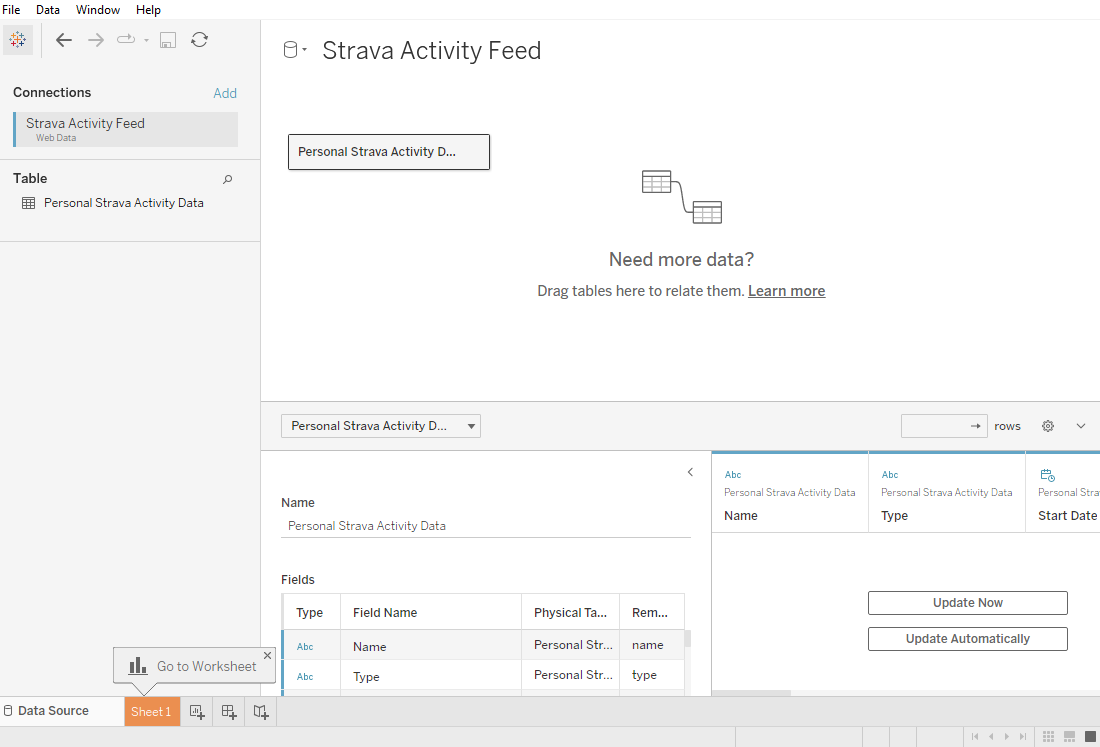 File Data Window Help
Strava Activity Feed
Connections Add
Strava Activity Feed
Web Data
Personal Strava Activity D...
Table
Personal Strava Activity Data
Need more data?
Drag tables here to relate them. Learn more
Personal Strava Activity D...
rows
Name
Personal Strava Activity Data
Fields
Type Field Name Physical Ta... Rem...
Abc Name Personal Str... name
Abc Type Personal Str... type
Abc Abc
Personal Strava Activity Data Personal Strava Activity Data Personal Stra
Name Type Start Date
Update Now
Update Automatically
Go to Worksheet
Data Source Sheet 1